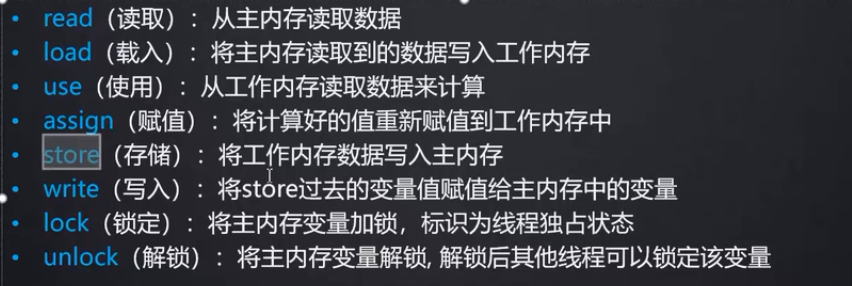 • read（读取）：从主内存读取数据
• load（载入）：将主内存读取到的数据写入工作内存
• use（使用）：从工作内存读取数据来计算
• assign（赋值）：将计算好的值重新赋值到工作内存中
• store（存储）：将工作内存数据写入主内存
• write（写入）：将store过去的变量值赋值给主内存中的变量
• lock（锁定）：将主内存变量加锁，标识为线程独占状态
• unlock（解锁）：将主内存变量解锁, 解锁后其他线程可以锁定该变量